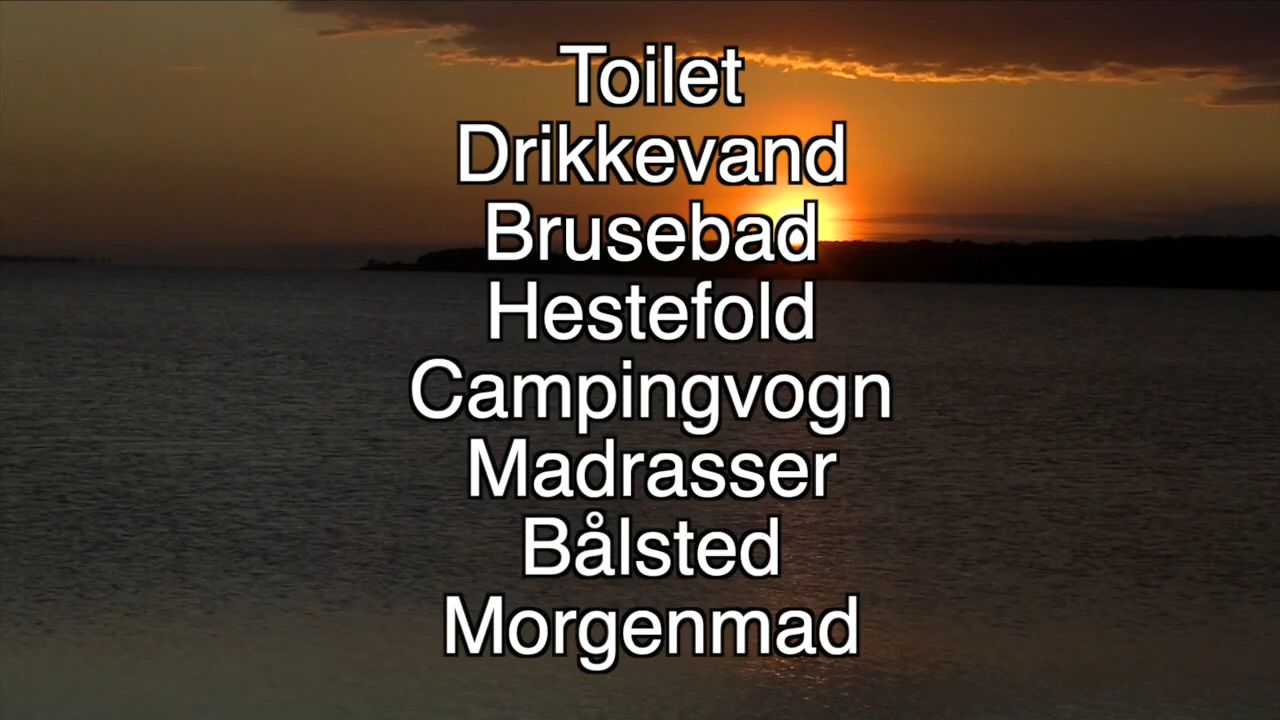 Toilet
Drikkevand
Brusebad
Hestefold
Campingvogn
Madrasser
Bålsted
Morgenmad